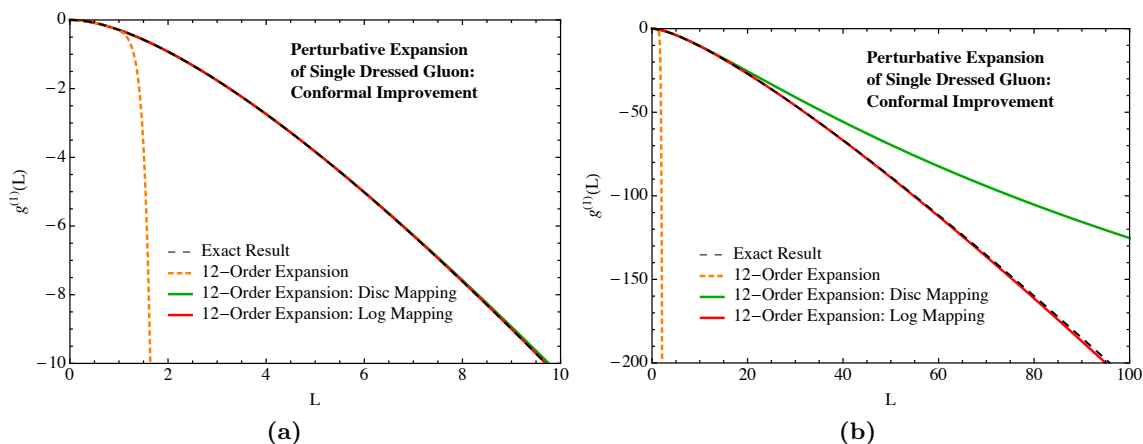 Perturbative Expansion
of Single Dressed Gluon:
Conformal Improvement
g⁽¹⁾(L)
0
−2
−4
−6
−8
−10
Exact Result
12−Order Expansion
12−Order Expansion: Disc Mapping
12−Order Expansion: Log Mapping
0 2 4 6 8 10
L
(a)
Perturbative Expansion
of Single Dressed Gluon:
Conformal Improvement
g⁽¹⁾(L)
0
−50
−100
−150
−200
Exact Result
12−Order Expansion
12−Order Expansion: Disc Mapping
12−Order Expansion: Log Mapping
0 20 40 60 80 100
L
(b)